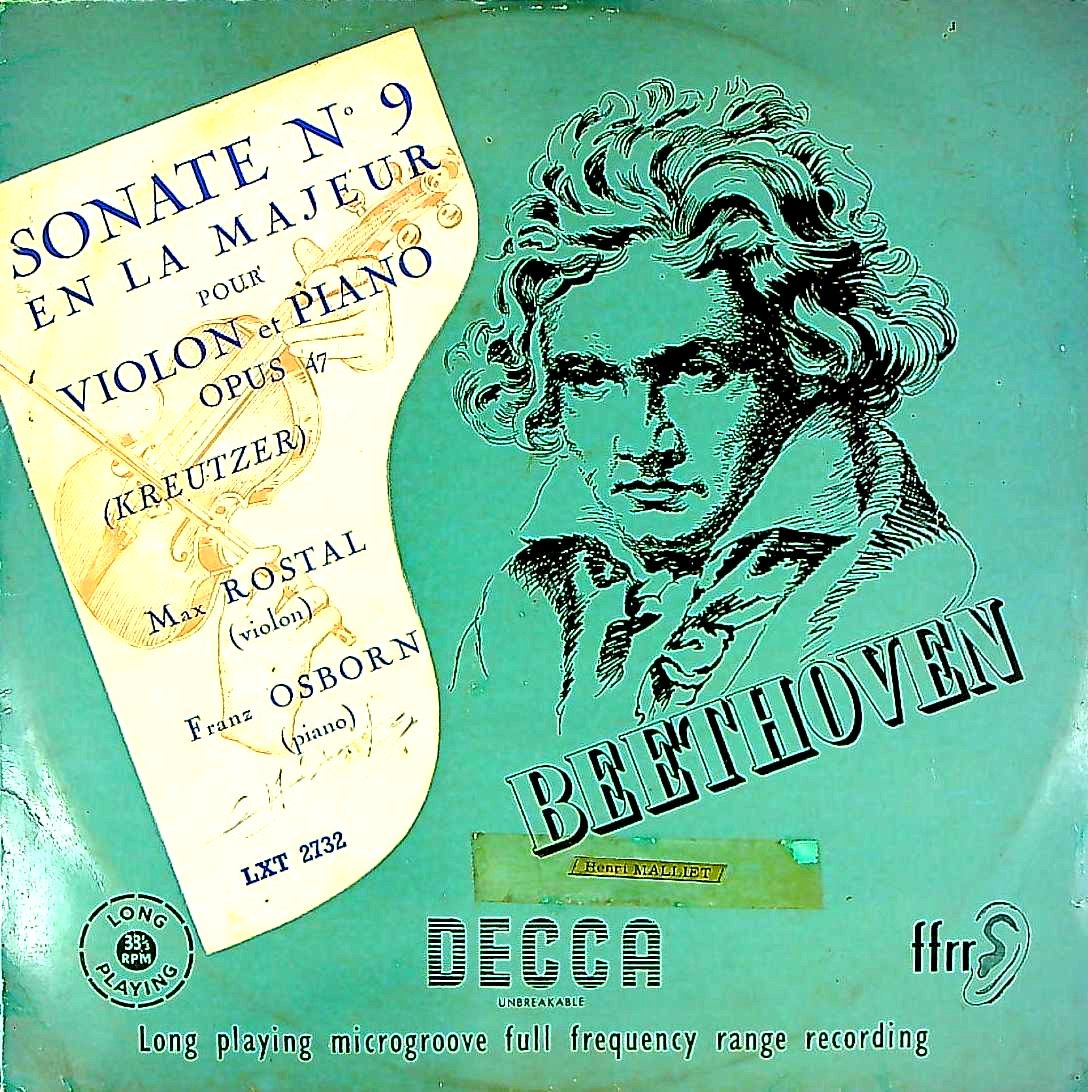 SONATE Nº 9
EN LA MAJEUR
POUR
VIOLON et PIANO
OPUS 47
(KREUTZER)
Max ROSTAL
(violon)
Franz OSBORN
(piano)
LXT 2732
BEETHOVEN
Henri MALLIET
LONG
33⅓
RPM
PLAYING
DECCA
UNBREAKABLE
ffrr
Long playing microgroove full frequency range recording